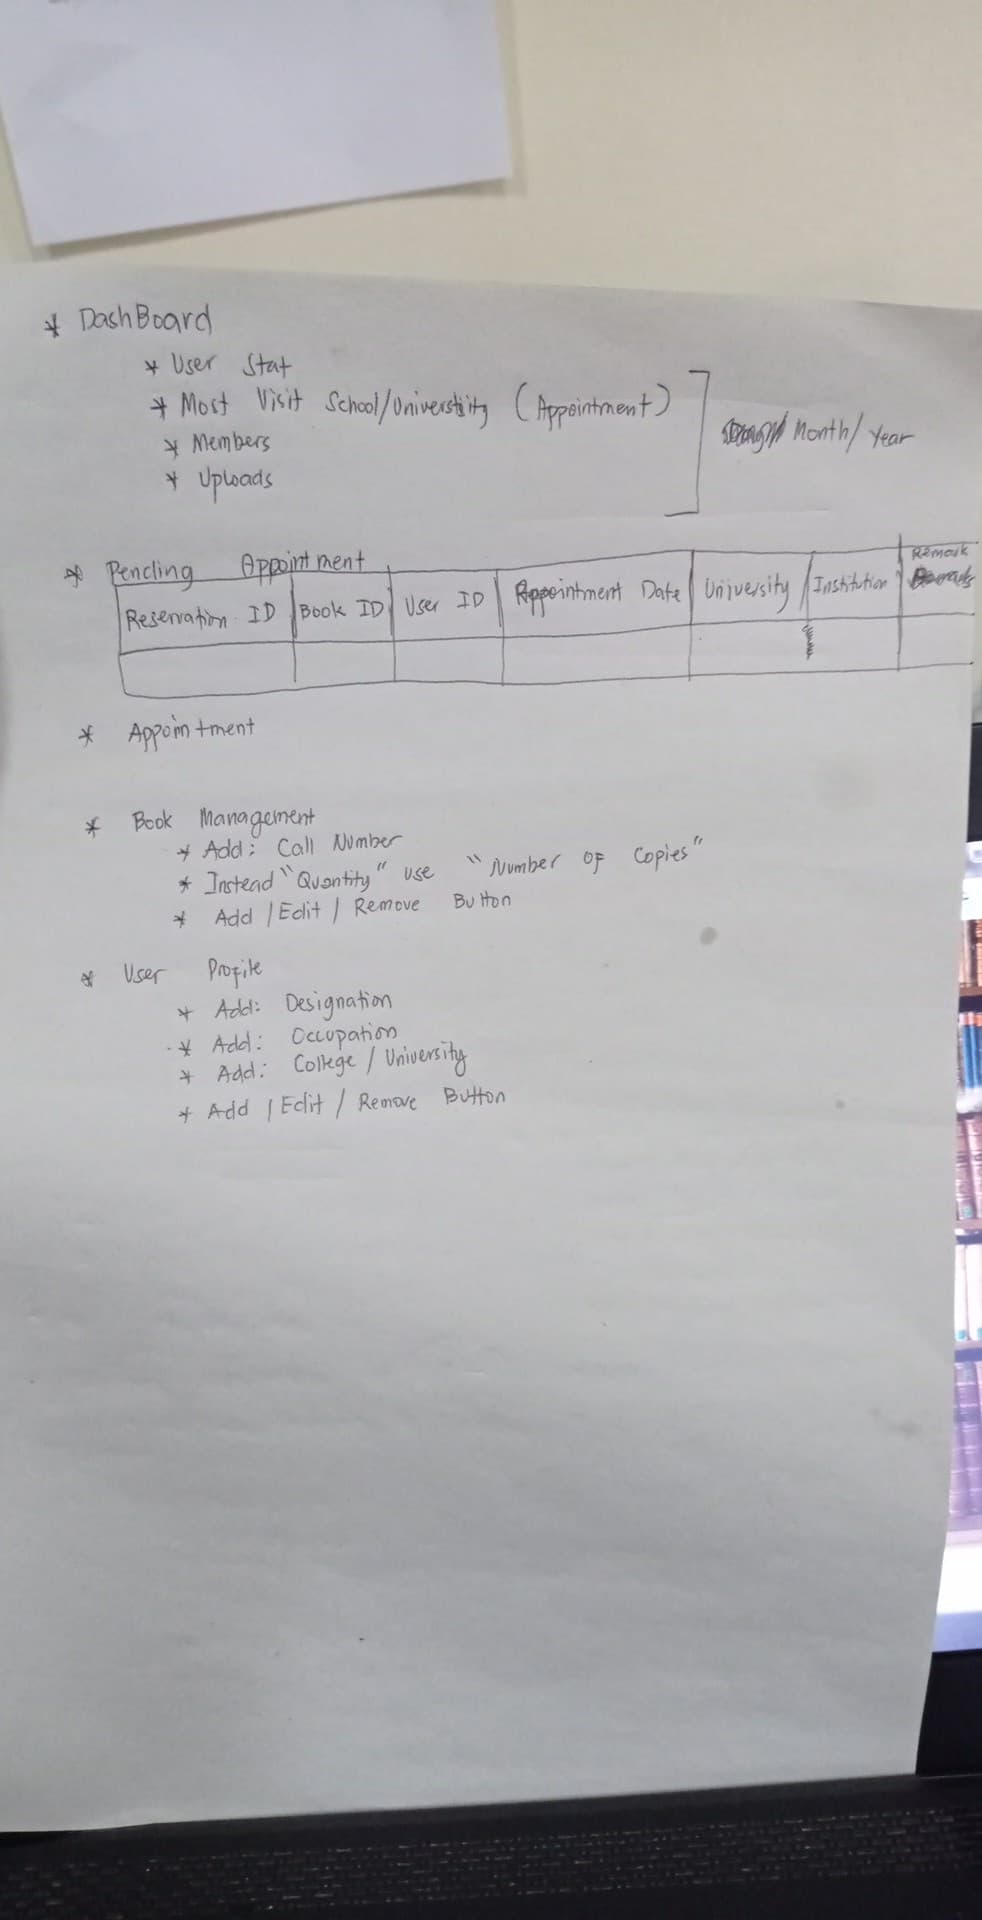 * DashBoard
* User Stat
* Most Visit School/University (Appointment)
* Members
* Uploads
Month/Year
* Pending Appointment
Reservation ID Book ID User ID Appointment Date University Institution Remark
* Appointment
* Book Management
* Add: Call Number
* Instead "Quantity" use "Number of Copies"
* Add / Edit / Remove Button
* User Profile
* Add: Designation
* Add: Occupation
* Add: College / University
* Add / Edit / Remove Button